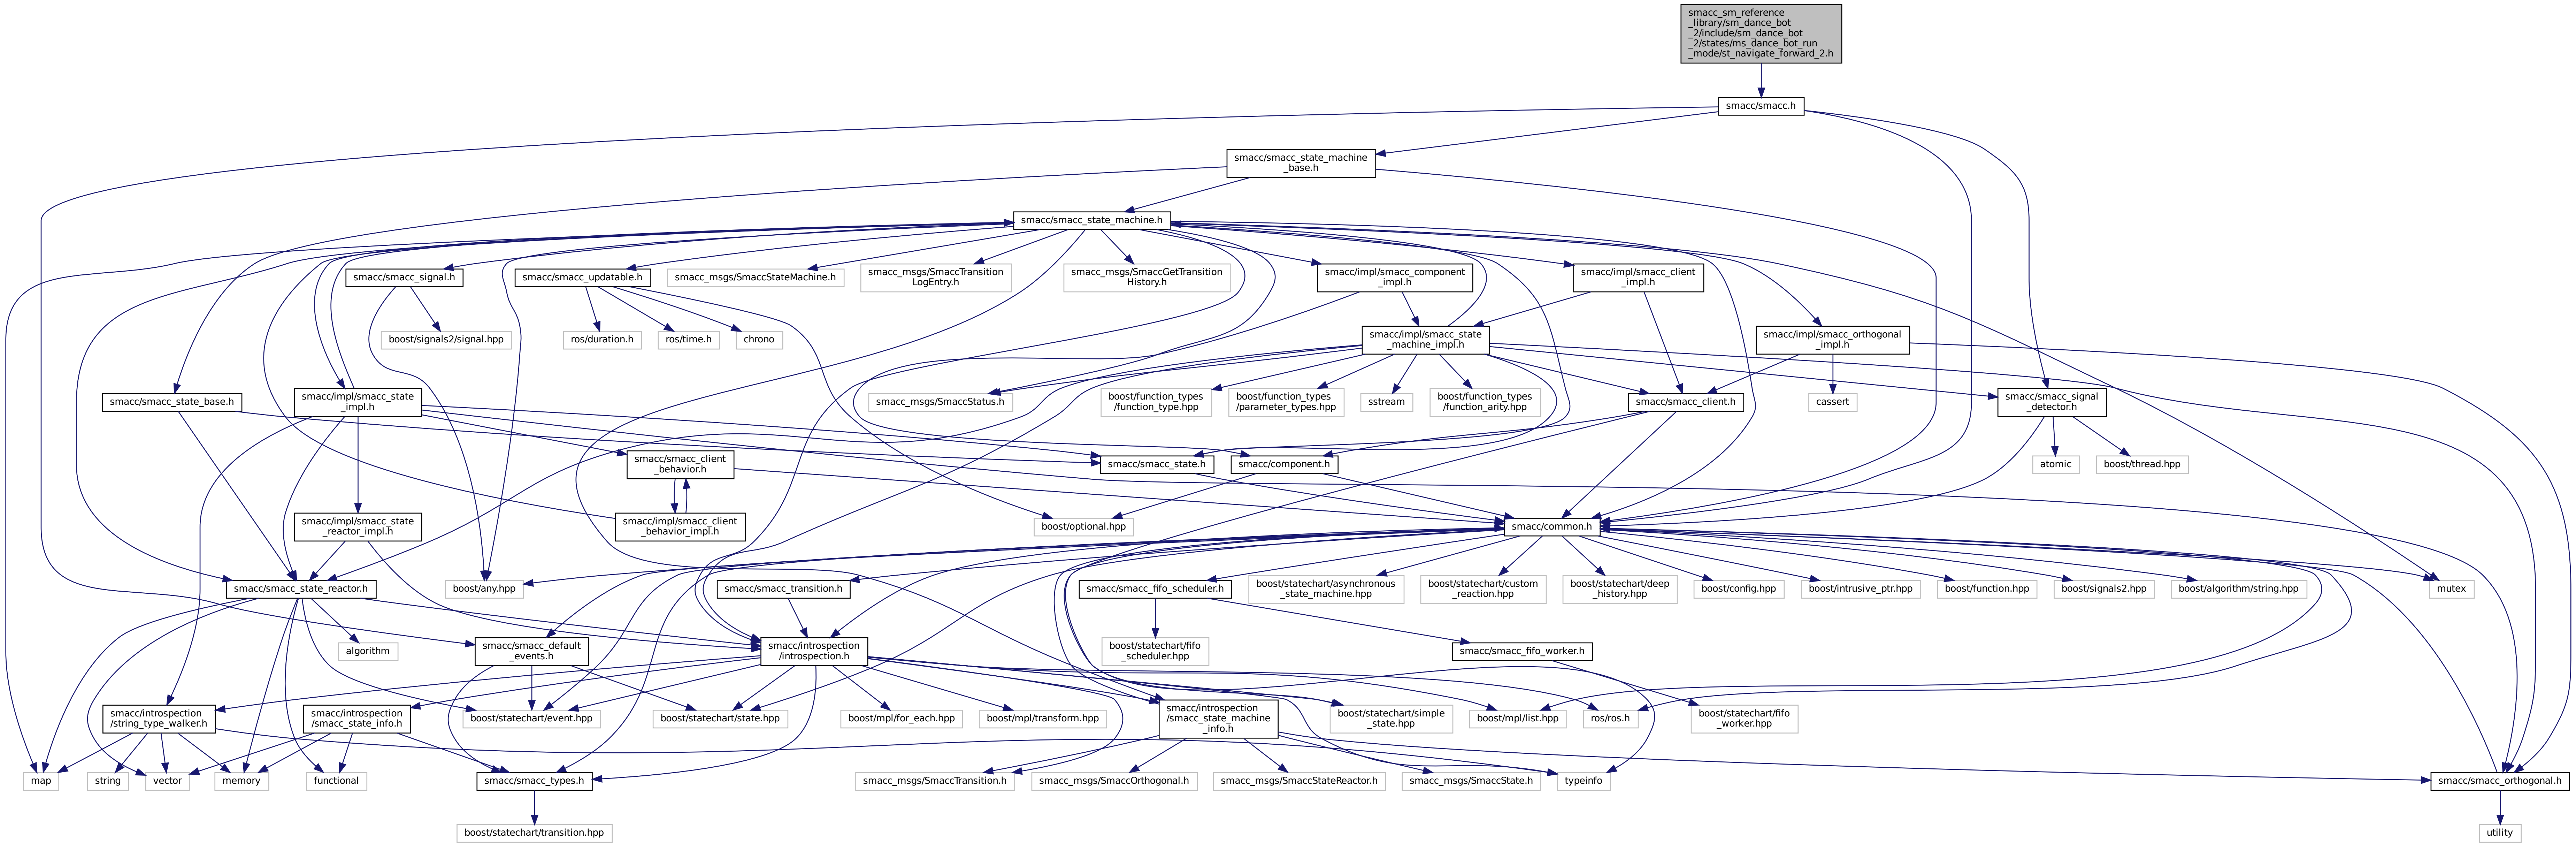 smacc_sm_reference
_library/sm_dance_bot
_2/include/sm_dance_bot
_2/states/ms_dance_bot_run
_mode/st_navigate_forward_2.h
smacc/smacc.h
smacc/smacc_state_machine
_base.h
smacc/smacc_state_machine.h
smacc/smacc_signal.h
smacc/smacc_updatable.h
smacc_msgs/SmaccStateMachine.h
smacc_msgs/SmaccTransition
LogEntry.h
smacc_msgs/SmaccGetTransition
History.h
smacc/impl/smacc_component
_impl.h
smacc/impl/smacc_client
_impl.h
boost/signals2/signal.hpp
ros/duration.h
ros/time.h
chrono
smacc/impl/smacc_state
_machine_impl.h
smacc/impl/smacc_orthogonal
_impl.h
smacc/smacc_state_base.h
smacc/impl/smacc_state
_impl.h
smacc_msgs/SmaccStatus.h
boost/function_types
/function_type.hpp
boost/function_types
/parameter_types.hpp
sstream
boost/function_types
/function_arity.hpp
smacc/smacc_client.h
cassert
smacc/smacc_signal
_detector.h
smacc/smacc_client
_behavior.h
smacc/smacc_state.h
smacc/component.h
atomic
boost/thread.hpp
smacc/impl/smacc_state
_reactor_impl.h
smacc/impl/smacc_client
_behavior_impl.h
boost/optional.hpp
smacc/common.h
smacc/smacc_state_reactor.h
boost/any.hpp
smacc/smacc_transition.h
smacc/smacc_fifo_scheduler.h
boost/statechart/asynchronous
_state_machine.hpp
boost/statechart/custom
_reaction.hpp
boost/statechart/deep
_history.hpp
boost/config.hpp
boost/intrusive_ptr.hpp
boost/function.hpp
boost/signals2.hpp
boost/algorithm/string.hpp
mutex
algorithm
smacc/smacc_default
_events.h
smacc/introspection
/introspection.h
boost/statechart/fifo
_scheduler.hpp
smacc/smacc_fifo_worker.h
smacc/introspection
/string_type_walker.h
smacc/introspection
/smacc_state_info.h
boost/statechart/event.hpp
boost/statechart/state.hpp
boost/mpl/for_each.hpp
boost/mpl/transform.hpp
smacc/introspection
/smacc_state_machine
_info.h
boost/statechart/simple
_state.hpp
boost/mpl/list.hpp
ros/ros.h
boost/statechart/fifo
_worker.hpp
map
string
vector
memory
functional
smacc/smacc_types.h
smacc_msgs/SmaccTransition.h
smacc_msgs/SmaccOrthogonal.h
smacc_msgs/SmaccStateReactor.h
smacc_msgs/SmaccState.h
typeinfo
smacc/smacc_orthogonal.h
boost/statechart/transition.hpp
utility